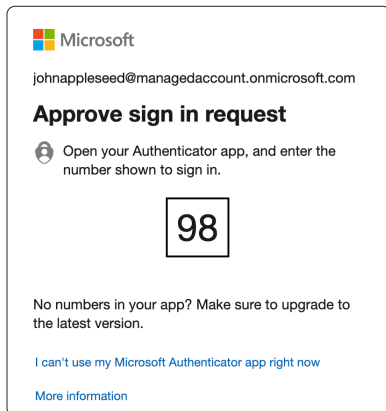 Microsoft
johnappleseed@managedaccount.onmicrosoft.com
Approve sign in request
Open your Authenticator app, and enter the
number shown to sign in.
98
No numbers in your app? Make sure to upgrade to
the latest version.
I can't use my Microsoft Authenticator app right now
More information